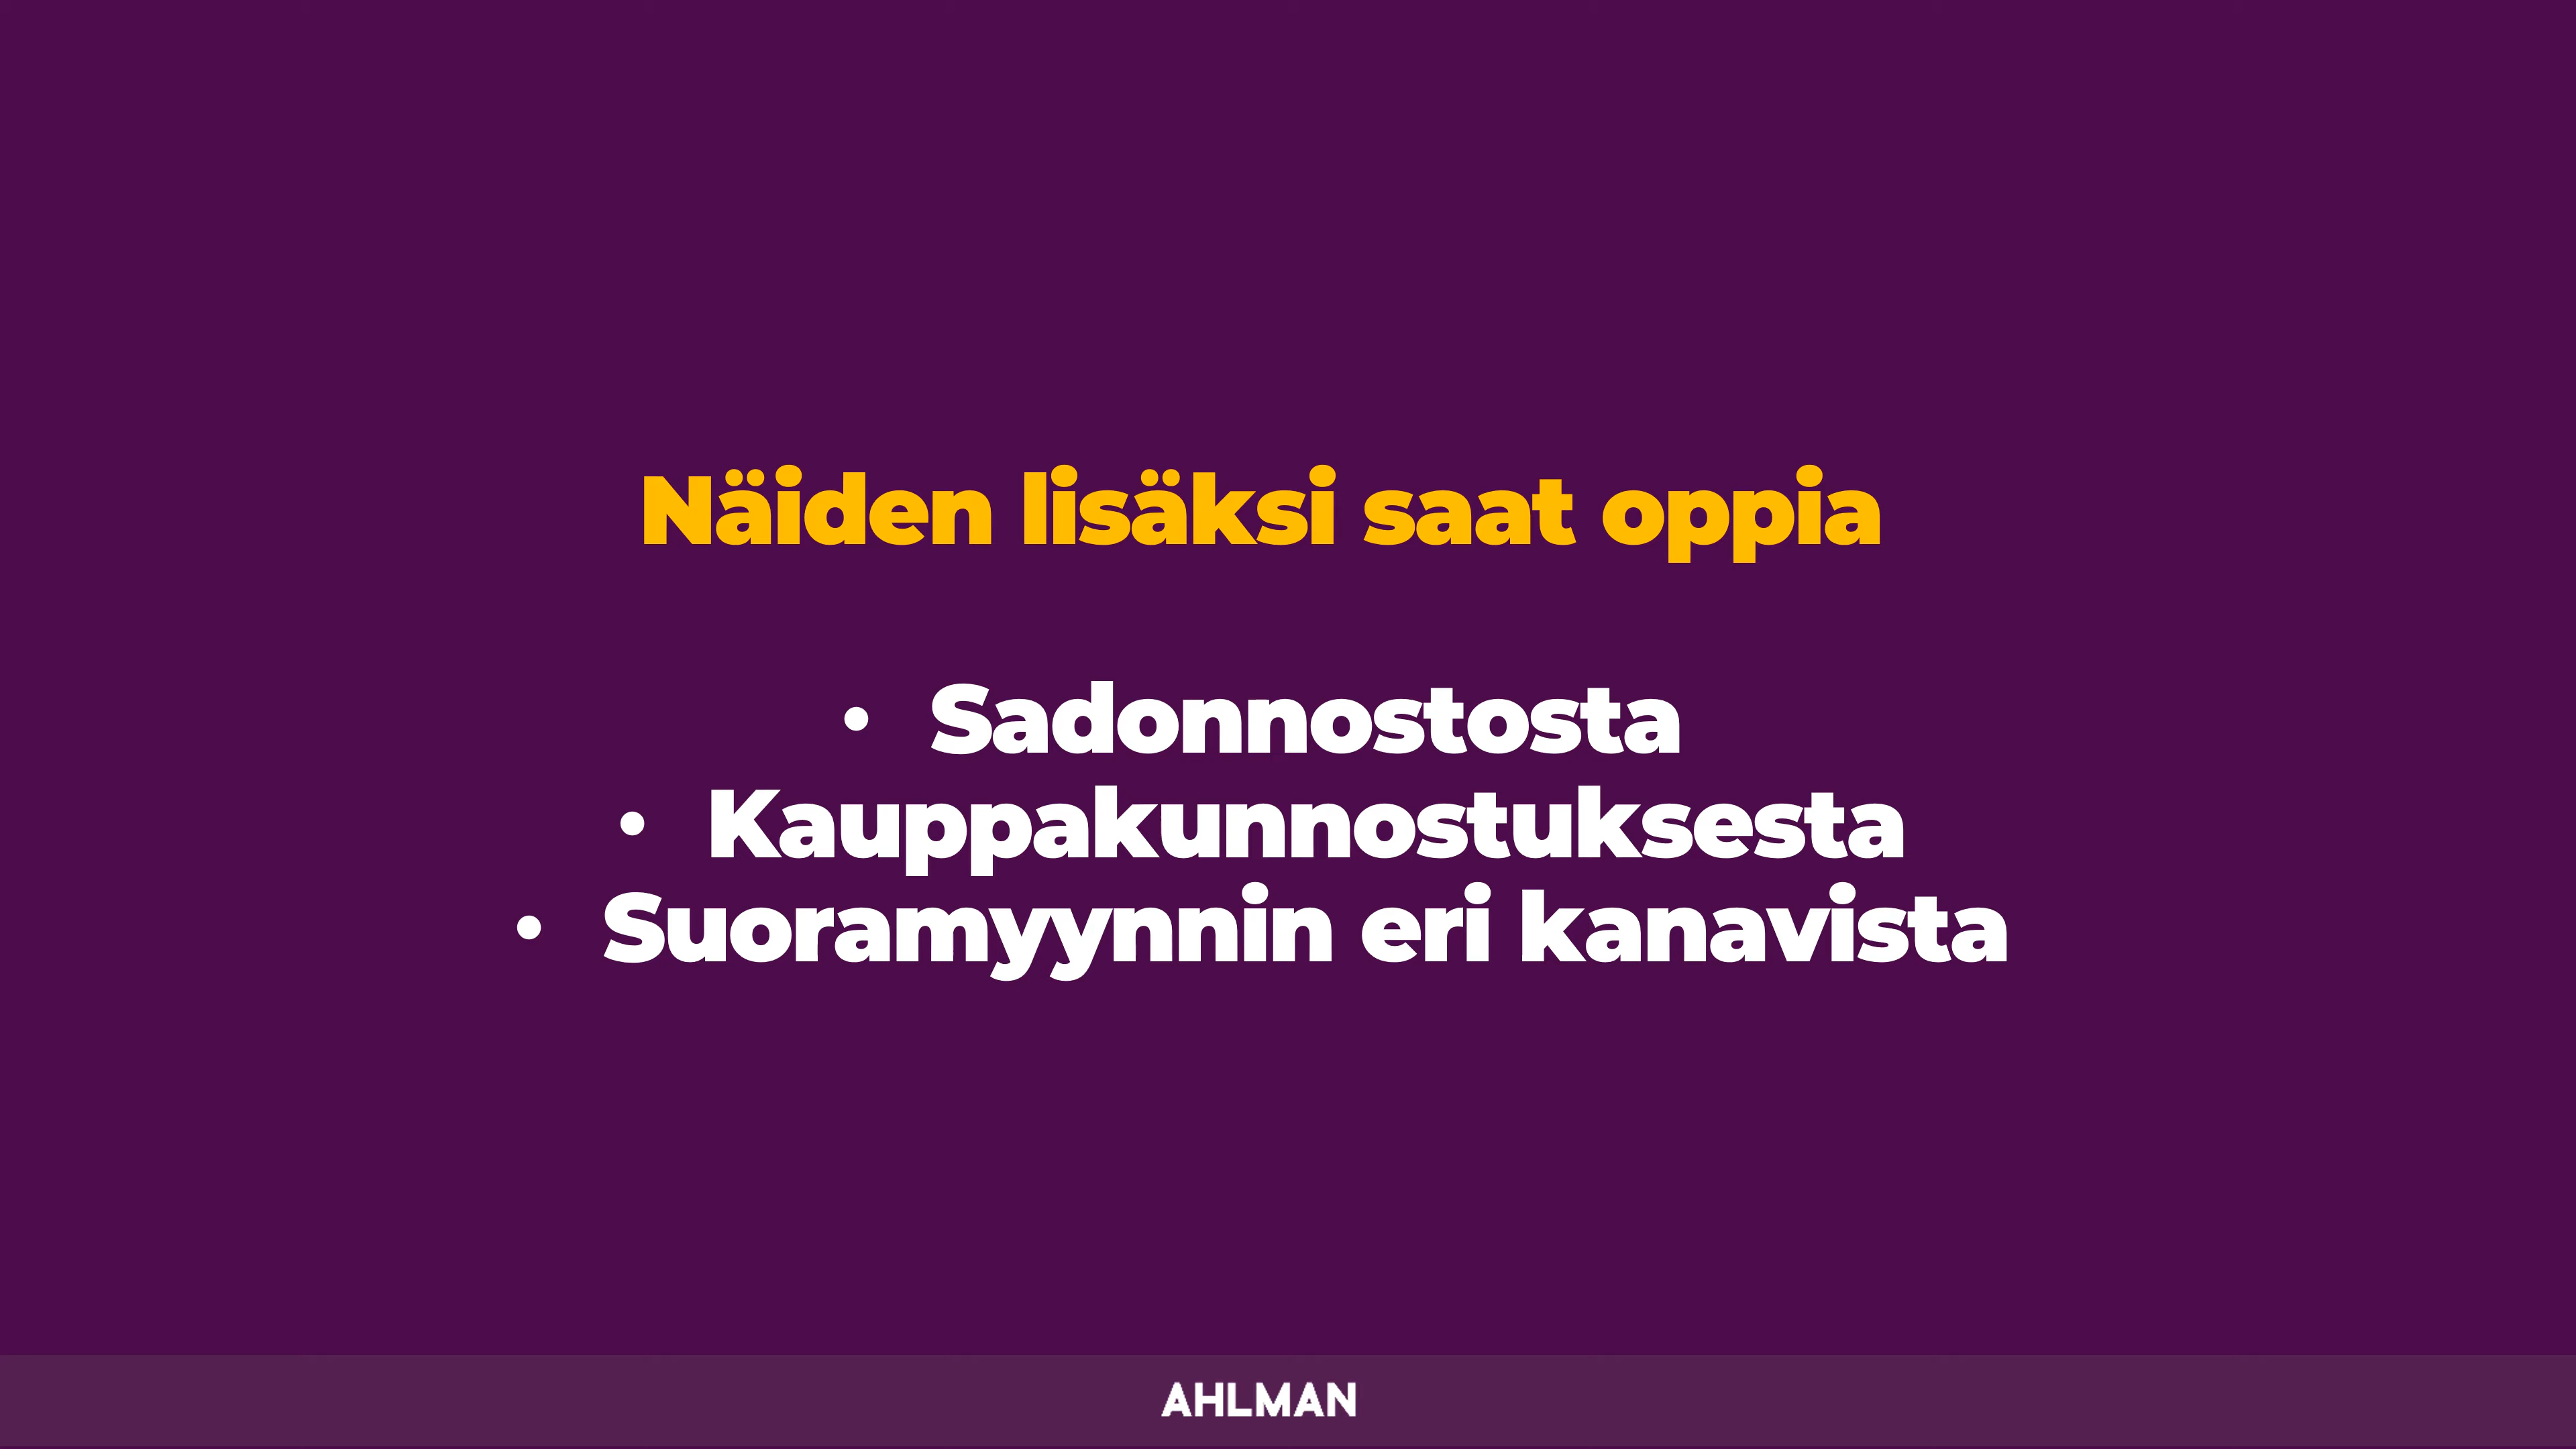 Näiden lisäksi saat oppia
• Sadonnostosta
• Kauppakunnostuksesta
• Suoramyynnin eri kanavista
AHLMAN